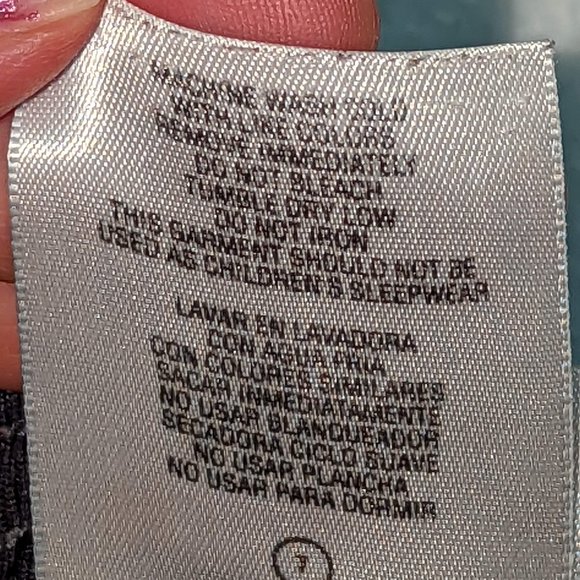 MACHINE WASH COLD
WITH LIKE COLORS
REMOVE IMMEDIATELY
DO NOT BLEACH
TUMBLE DRY LOW
DO NOT IRON
THIS GARMENT SHOULD NOT BE
USED AS CHILDREN'S SLEEPWEAR
LAVAR EN LAVADORA
CON AGUA FRIA
CON COLORES SIMILARES
SACAR INMEDIATAMENTE
NO USAR BLANQUEADOR
SECADORA CICLO SUAVE
NO USAR PLANCHA
NO USAR PARA DORMIR